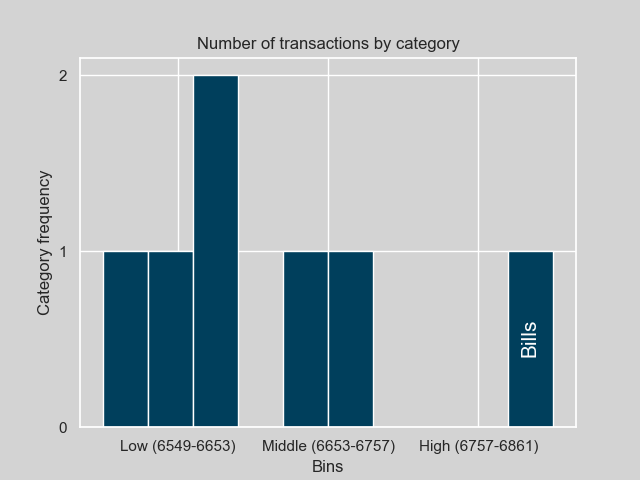 Number of transactions by category
2
1
0
Category frequency
Bills
Low (6549-6653)
Middle (6653-6757)
High (6757-6861)
Bins